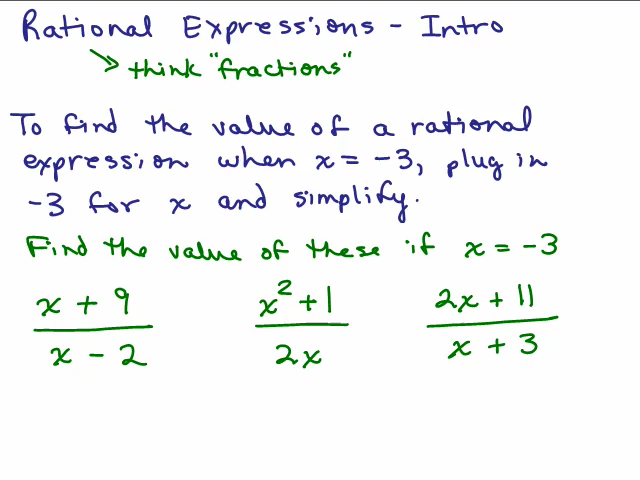 Rational Expressions - Intro
think "fractions"
To find the value of a rational
expression when x = -3, plug in
-3 for x and simplify.
Find the value of these if x = -3
x + 9 x² + 1 2x + 11
x - 2 2x x + 3